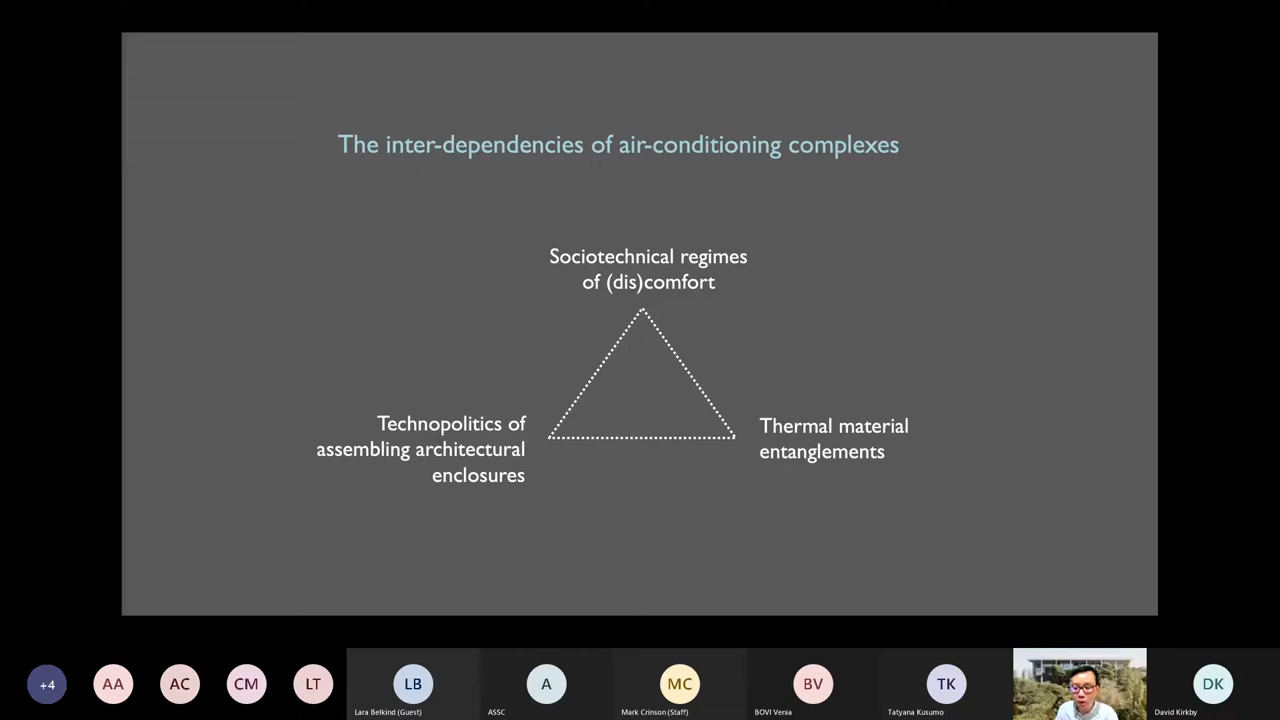 The inter-dependencies of air-conditioning complexes
Sociotechnical regimes
of (dis)comfort
Technopolitics of
assembling architectural
enclosures
Thermal material
entanglements
+4
AA
AC
CM
LT
LB
Lara Belkind (Guest)
A
ASSC
MC
Mark Crinson (Staff)
BV
BOVI Venia
TK
Tatyana Kusumo
DK
David Kirkby